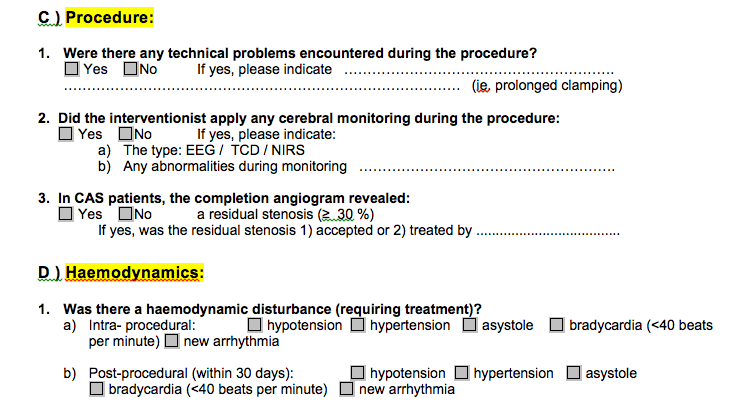 C ) Procedure:
1. Were there any technical problems encountered during the procedure?
☐ Yes ☐No If yes, please indicate ..............................................................
........................................................................................... (ie, prolonged clamping)
2. Did the interventionist apply any cerebral monitoring during the procedure:
☐ Yes ☐No If yes, please indicate:
a) The type: EEG / TCD / NIRS
b) Any abnormalities during monitoring ...........................................................
3. In CAS patients, the completion angiogram revealed:
☐ Yes ☐No a residual stenosis (≥ 30 %)
If yes, was the residual stenosis 1) accepted or 2) treated by .....................................
D ) Haemodynamics:
1. Was there a haemodynamic disturbance (requiring treatment)?
a) Intra- procedural: ☐ hypotension ☐ hypertension ☐ asystole ☐ bradycardia (<40 beats
per minute) ☐ new arrhythmia
b) Post-procedural (within 30 days): ☐ hypotension ☐ hypertension ☐ asystole
☐ bradycardia (<40 beats per minute) ☐ new arrhythmia